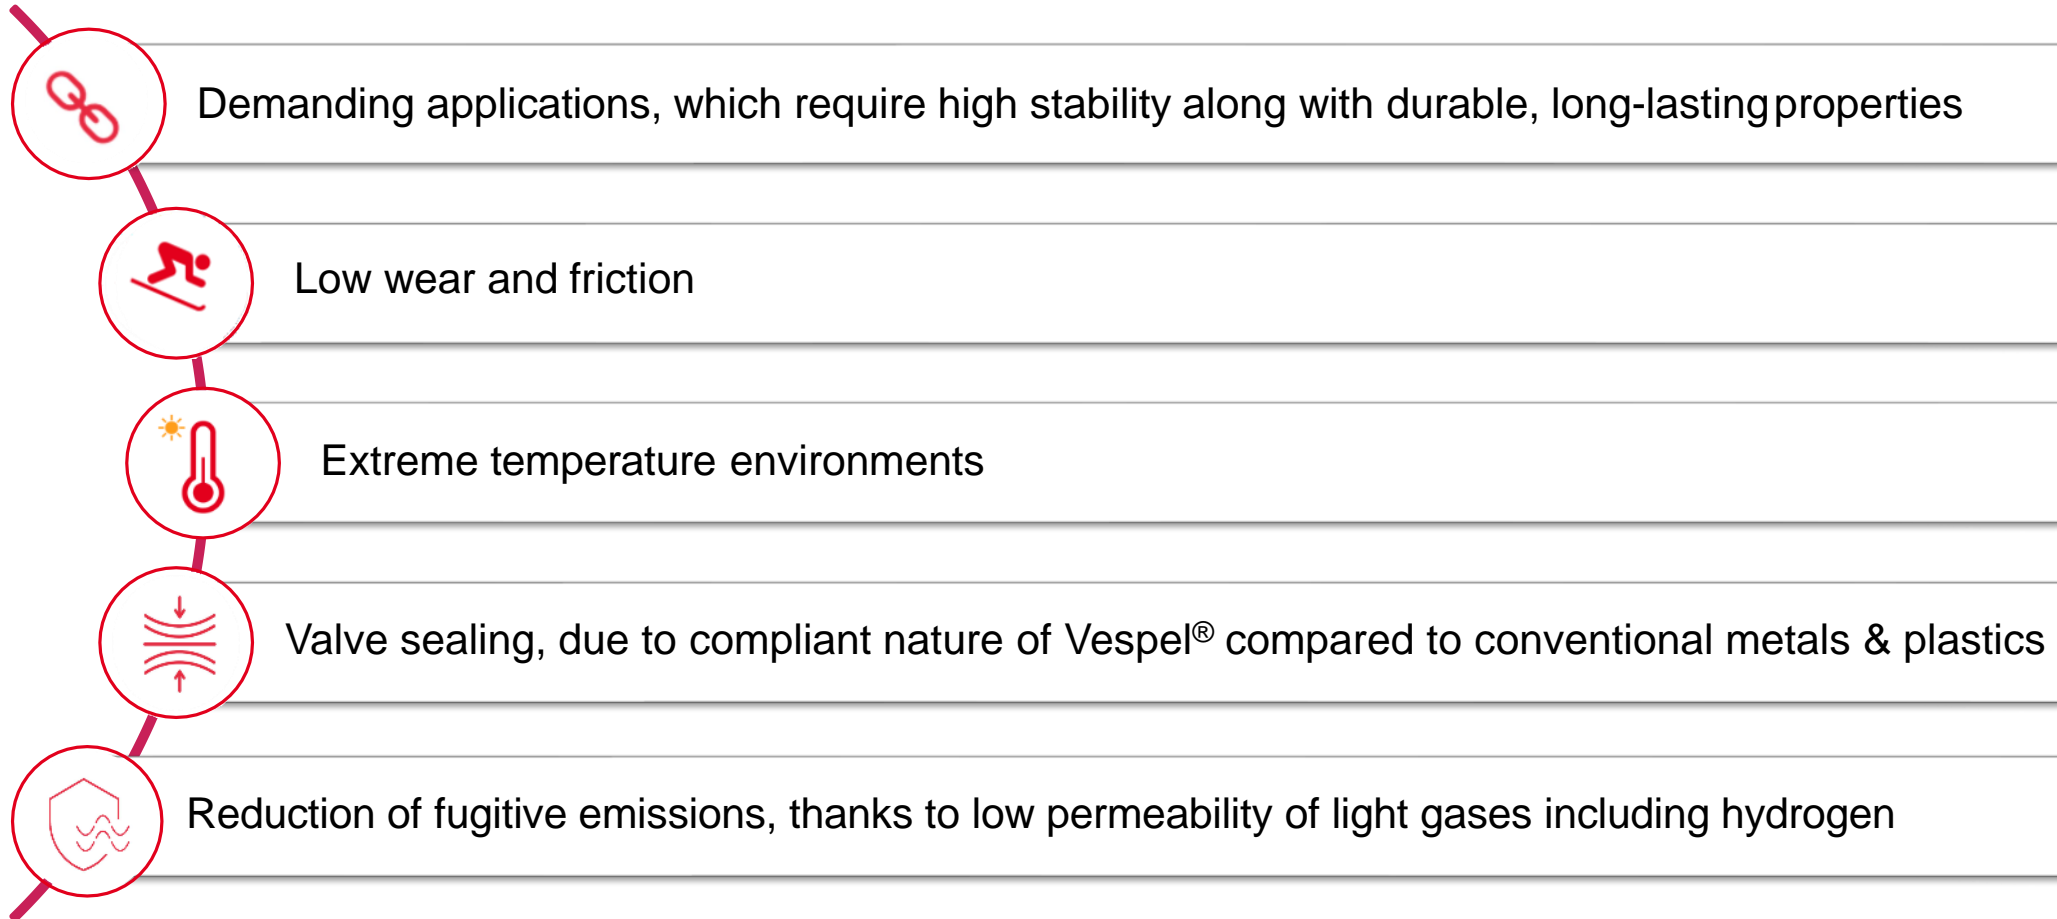 Demanding applications, which require high stability along with durable, long-lasting properties
Low wear and friction
Extreme temperature environments
Valve sealing, due to compliant nature of Vespel® compared to conventional metals & plastics
Reduction of fugitive emissions, thanks to low permeability of light gases including hydrogen